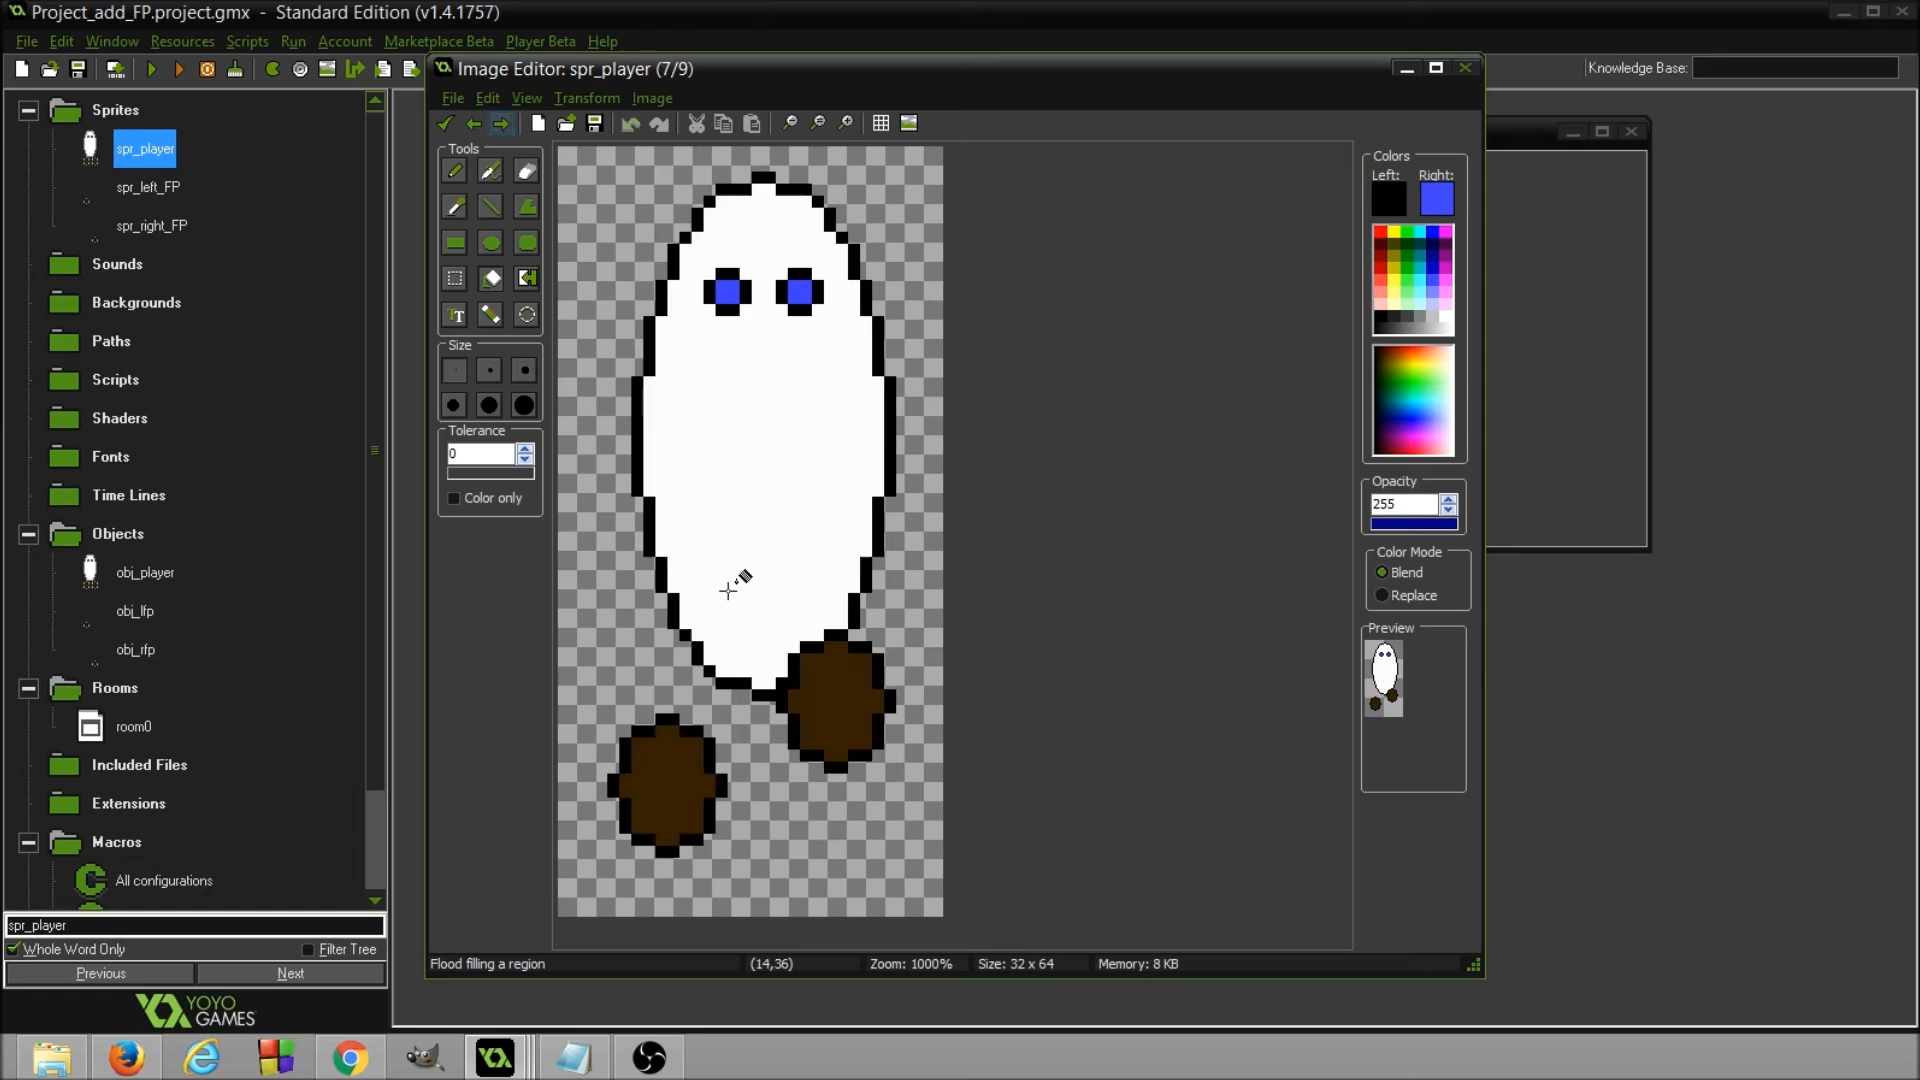 Project_add_FP.project.gmx - Standard Edition (v1.4.1757)
File Edit Window Resources Scripts Run Account Marketplace Beta Player Beta Help
Knowledge Base:
Image Editor: spr_player (7/9)
File Edit View Transform Image
Sprites
spr_player
spr_left_FP
spr_right_FP
Sounds
Backgrounds
Paths
Scripts
Shaders
Fonts
Time Lines
Objects
obj_player
obj_lfp
obj_rfp
Rooms
room0
Included Files
Extensions
Macros
All configurations
spr_player
Whole Word Only
Filter Tree
Previous
Next
YOYO
GAMES
Tools
TT
Size
Tolerance
0
Color only
Colors
Left: Right:
Opacity
255
Color Mode
Blend
Replace
Preview
Flood filling a region
(14,36)
Zoom: 1000%
Size: 32 x 64
Memory: 8 KB